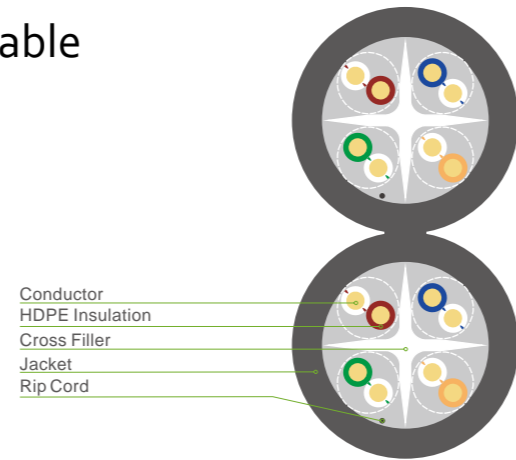 able
Conductor
HDPE Insulation
Cross Filler
Jacket
Rip Cord